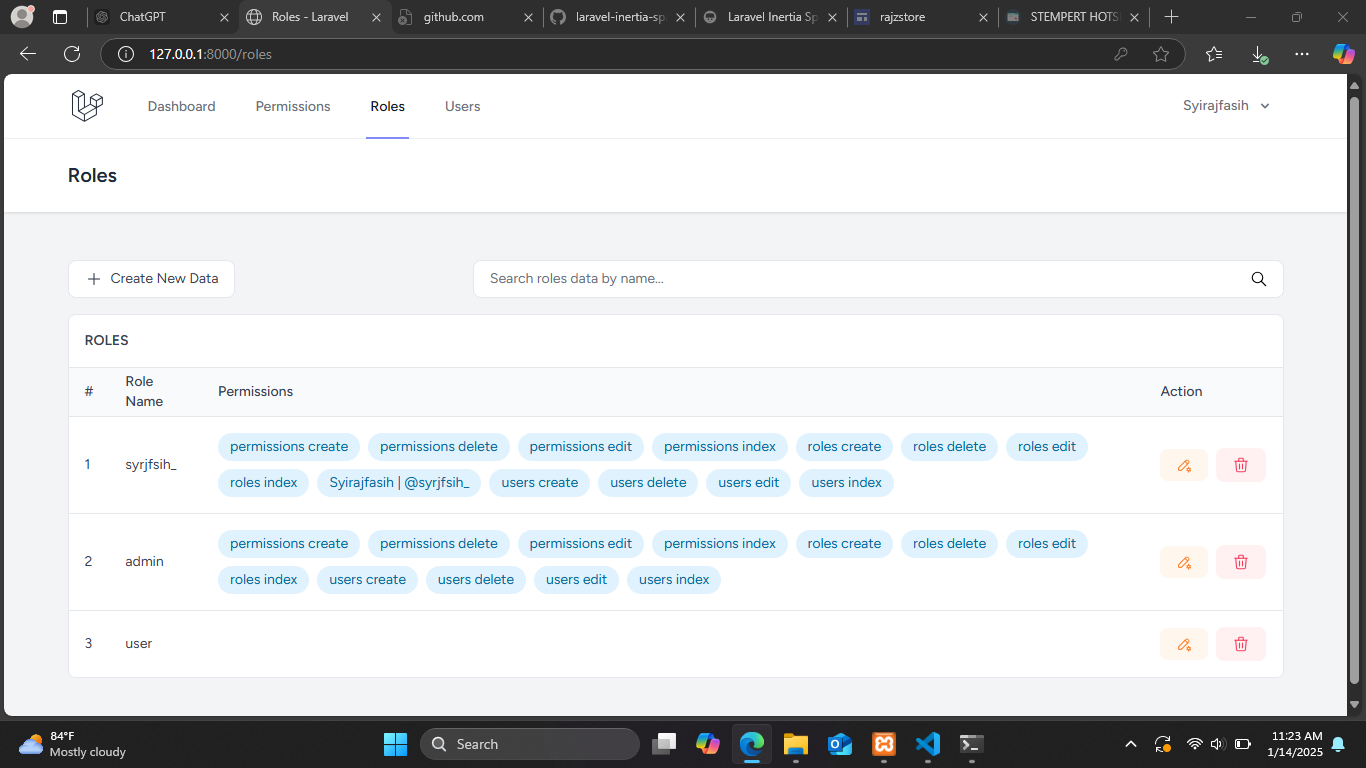 ChatGPT
Roles - Laravel
github.com
laravel-inertia-sp
Laravel Inertia Sp
rajzstore
STEMPERT HOTS
127.0.0.1:8000/roles
Dashboard
Permissions
Roles
Users
Syirajfasih
Roles
Create New Data
Search roles data by name...
ROLES
# Role Name Permissions Action
1 syrjfsih_
permissions create permissions delete permissions edit permissions index roles create roles delete roles edit
roles index Syirajfasih | @syrjfsih_ users create users delete users edit users index
2 admin
permissions create permissions delete permissions edit permissions index roles create roles delete roles edit
roles index users create users delete users edit users index
3 user
84°F
Mostly cloudy
Search
11:23 AM
1/14/2025